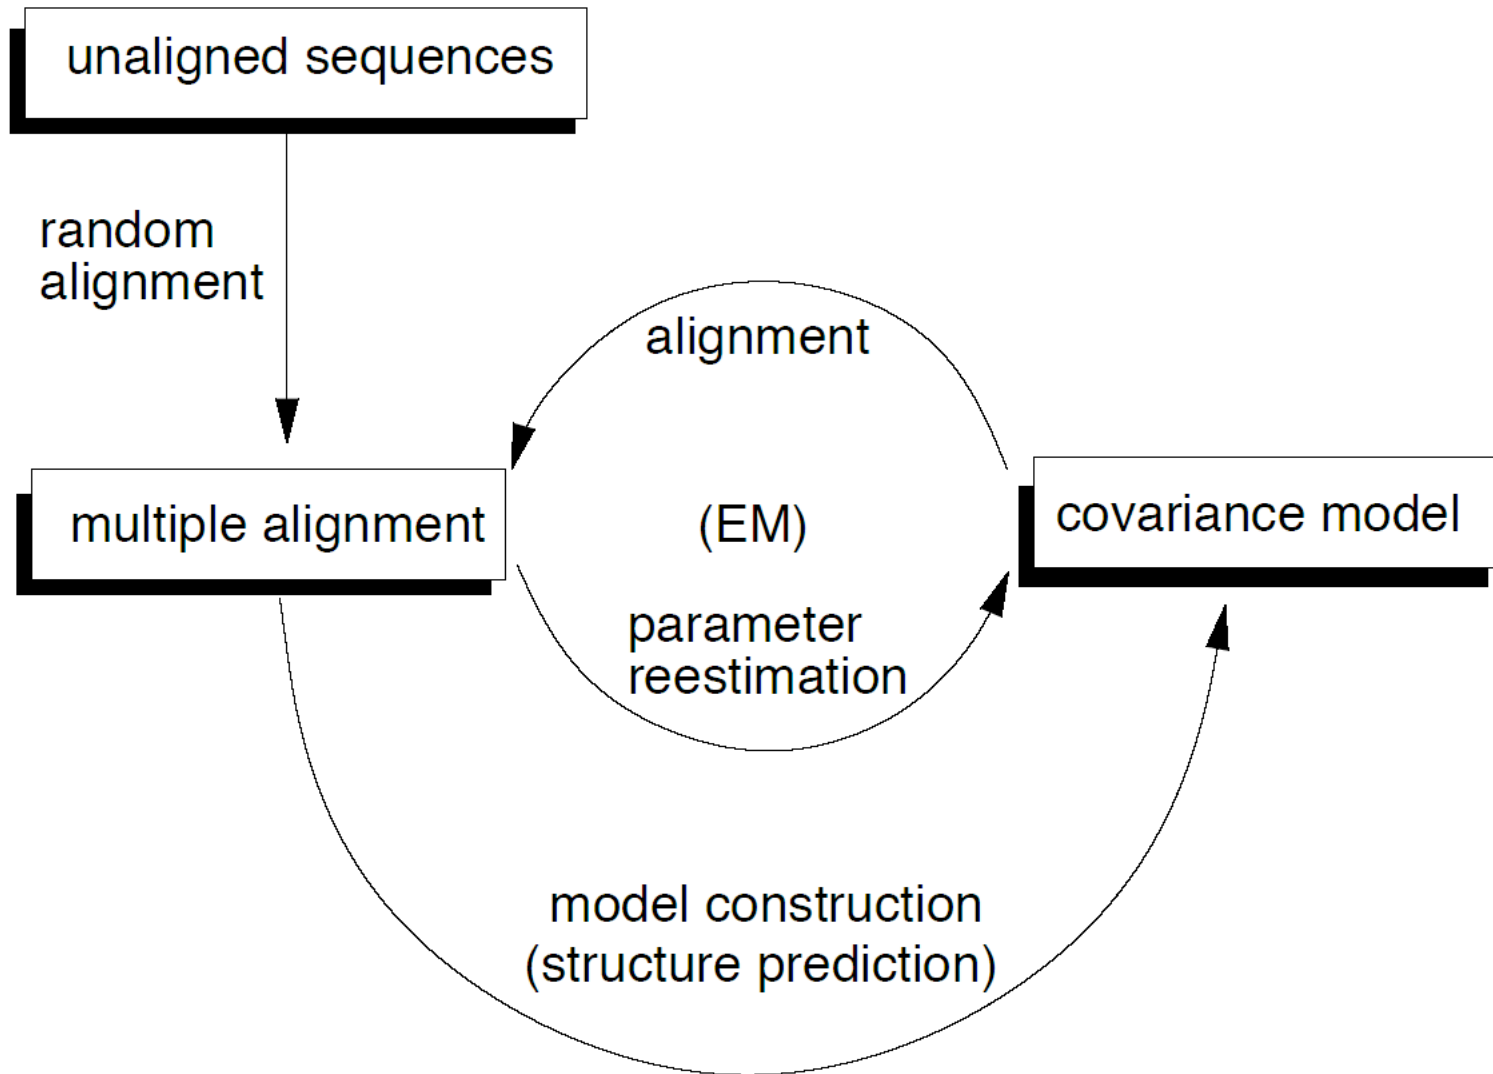 unaligned sequences
random
alignment
alignment
multiple alignment
(EM)
covariance model
parameter
reestimation
model construction
(structure prediction)